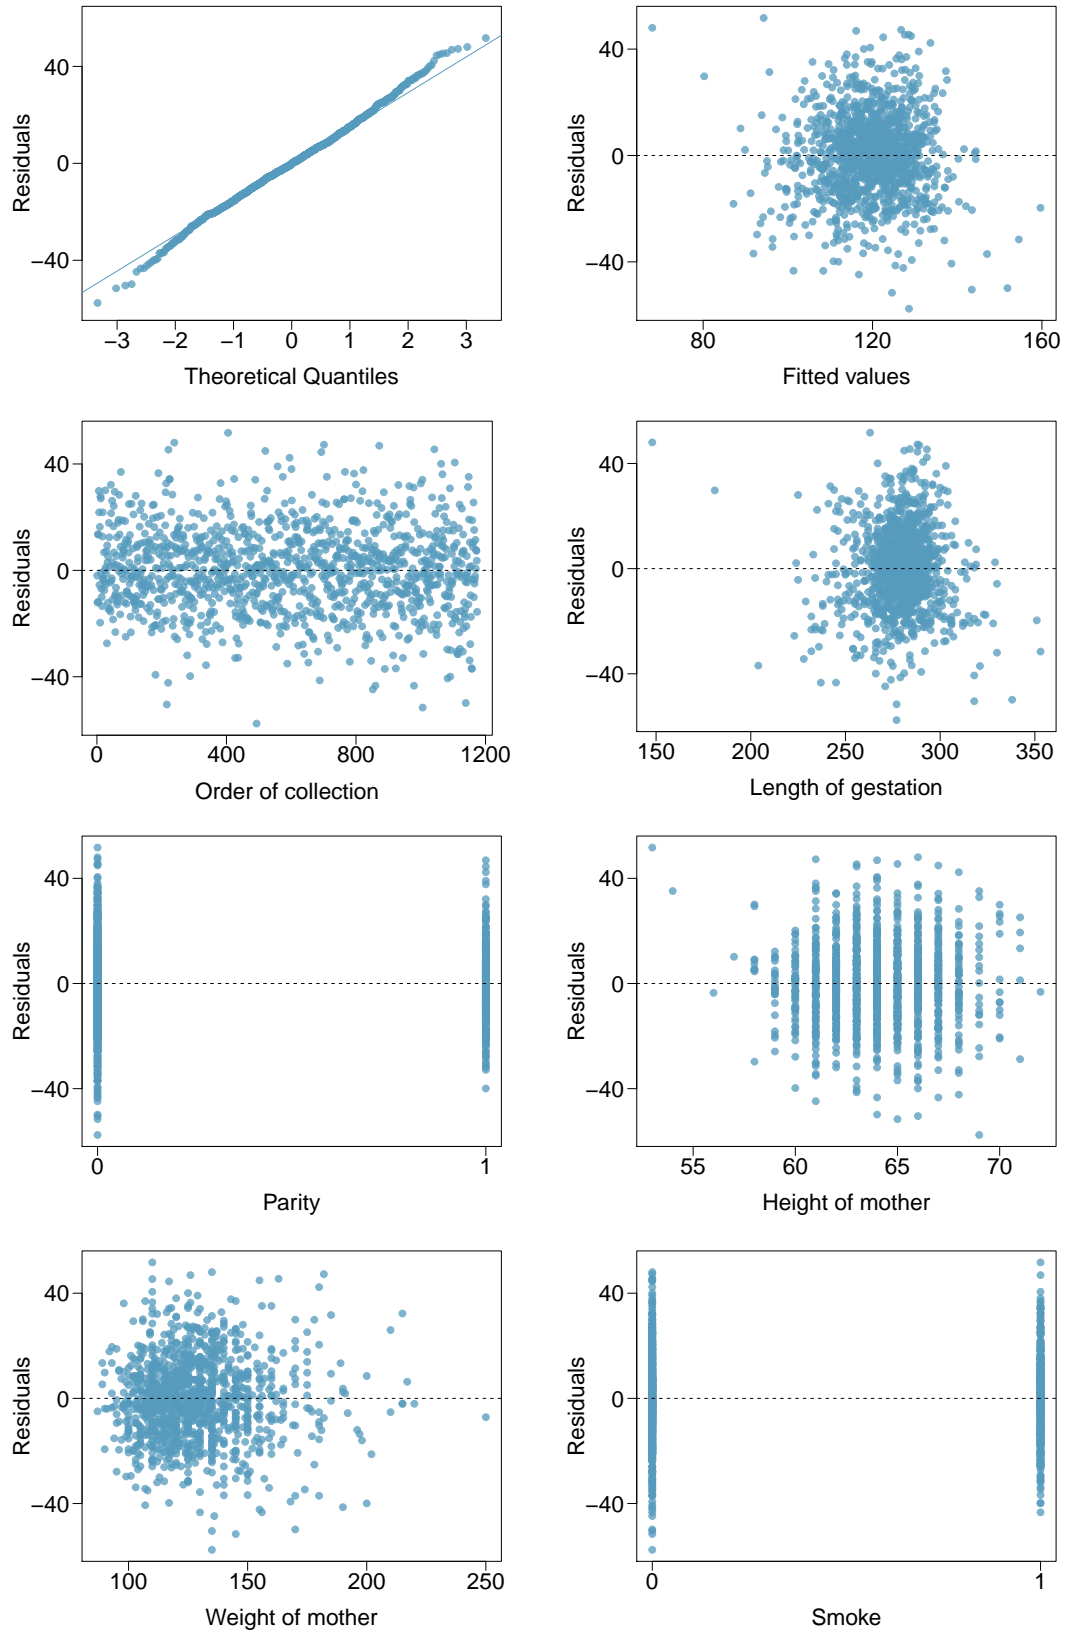 40
0
−40
Residuals
−3 −2 −1 0 1 2 3
Theoretical Quantiles
40
0
−40
Residuals
80 120 160
Fitted values
40
0
−40
Residuals
0 400 800 1200
Order of collection
40
0
−40
Residuals
150 200 250 300 350
Length of gestation
40
0
−40
Residuals
0 1
Parity
40
0
−40
Residuals
55 60 65 70
Height of mother
40
0
−40
Residuals
100 150 200 250
Weight of mother
40
0
−40
Residuals
0 1
Smoke